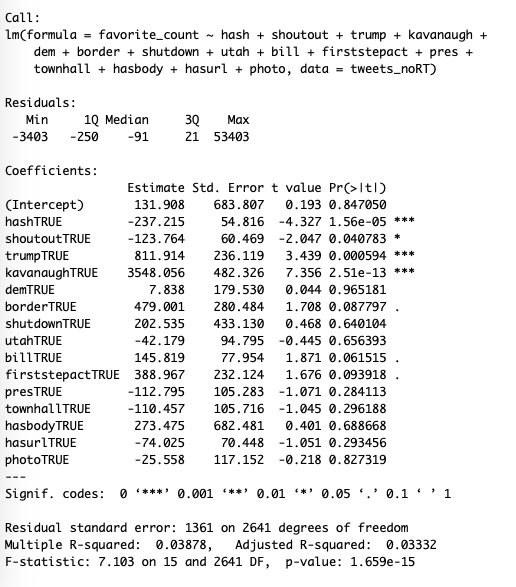 Call:
lm(formula = favorite_count ~ hash + shoutout + trump + kavanaugh +
    dem + border + shutdown + utah + bill + firststepact + pres +
    townhall + hasbody + hasurl + photo, data = tweets_noRT)
Residuals:
   Min     1Q Median     3Q    Max
 -3403   -250    -91     21  53403
Coefficients:
                 Estimate Std. Error t value Pr(>|t|)
(Intercept)       131.908    683.807   0.193 0.847050
hashTRUE         -237.215     54.816  -4.327 1.56e-05 ***
shoutoutTRUE     -123.764     60.469  -2.047 0.040783 *
trumpTRUE         811.914    236.119   3.439 0.000594 ***
kavanaughTRUE    3548.056    482.326   7.356 2.51e-13 ***
demTRUE             7.838    179.530   0.044 0.965181
borderTRUE        479.001    280.484   1.708 0.087797 .
shutdownTRUE      202.535    433.130   0.468 0.640104
utahTRUE          -42.179     94.795  -0.445 0.656393
billTRUE          145.819     77.954   1.871 0.061515 .
firststepactTRUE  388.967    232.124   1.676 0.093918 .
presTRUE         -112.795    105.283  -1.071 0.284113
townhallTRUE     -110.457    105.716  -1.045 0.296188
hasbodyTRUE       273.475    682.481   0.401 0.688668
hasurlTRUE        -74.025     70.448  -1.051 0.293456
photoTRUE         -25.558    117.152  -0.218 0.827319
---
Signif. codes:  0 ‘***’ 0.001 ‘**’ 0.01 ‘*’ 0.05 ‘.’ 0.1 ‘ ’ 1
Residual standard error: 1361 on 2641 degrees of freedom
Multiple R-squared:  0.03878,	Adjusted R-squared:  0.03332
F-statistic: 7.103 on 15 and 2641 DF,  p-value: 1.659e-15